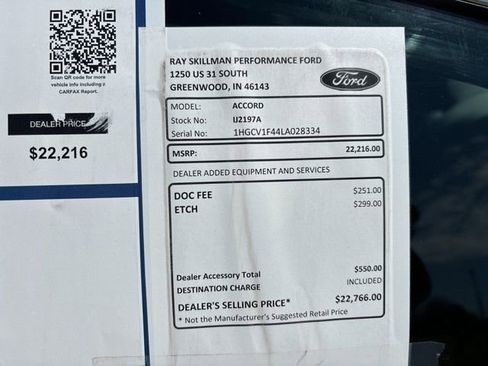 Scan QR code for more
vehicle info including a
CARFAX Report.
DEALER PRICE
$22,216
RAY SKILLMAN PERFORMANCE FORD
1250 US 31 SOUTH
GREENWOOD, IN 46143
Ford
MODEL: ACCORD
Stock No: IJ2197A
Serial No: 1HGCV1F44LA028334
MSRP: 22,216.00
DEALER ADDED EQUIPMENT AND SERVICES
DOC FEE $251.00
ETCH $299.00
Dealer Accessory Total $550.00
DESTINATION CHARGE INCLUDED
DEALER'S SELLING PRICE* $22,766.00
* Not the Manufacturer's Suggested Retail Price